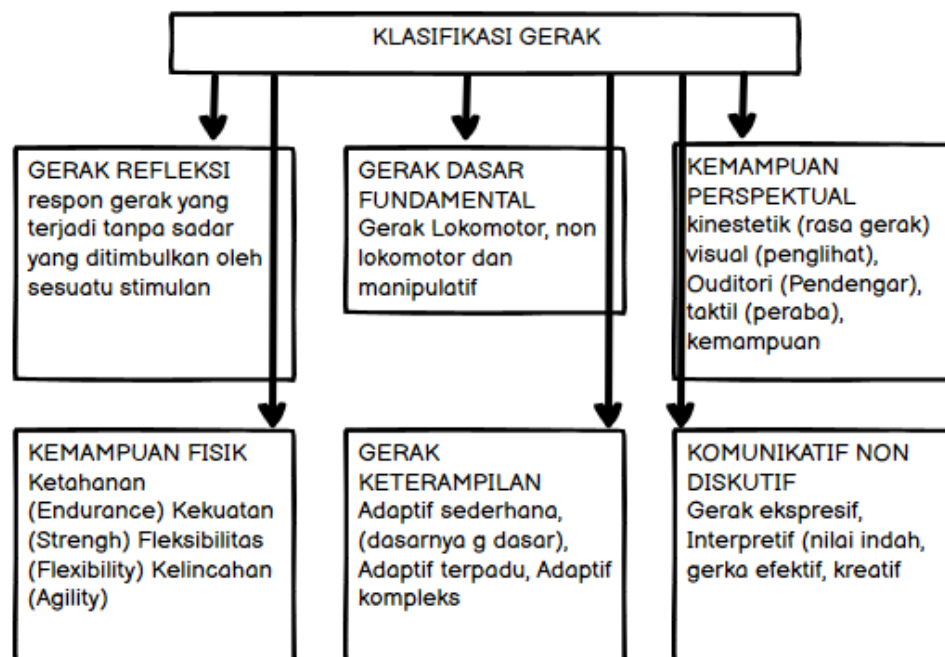 KLASIFIKASI GERAK
GERAK REFLEKSI
respon gerak yang
terjadi tanpa sadar
yang ditimbulkan oleh
sesuatu stimulan
GERAK DASAR
FUNDAMENTAL
Gerak Lokomotor, non
lokomotor dan
manipulatif
KEMAMPUAN
PERSPEKTUAL
kinestetik (rasa gerak)
visual (penglihat),
Ouditori (Pendengar),
taktil (peraba),
kemampuan
KEMAMPUAN FISIK
Ketahanan
(Endurance) Kekuatan
(Strengh) Fleksibilitas
(Flexibility) Kelincahan
(Agility)
GERAK
KETERAMPILAN
Adaptif sederhana,
(dasarnya g dasar),
Adaptif terpadu, Adaptif
kompleks
KOMUNIKATIF NON
DISKUTIF
Gerak ekspresif,
Interpretif (nilai indah,
gerka efektif, kreatif